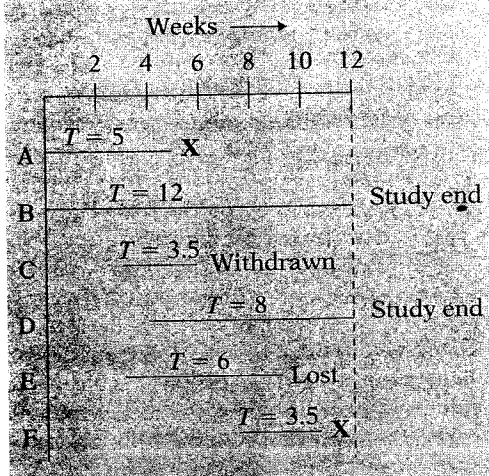 Weeks
2 4 6 8 10 12
A T = 5 X
B T = 12 Study end
C T = 3.5 Withdrawn
D T = 8 Study end
E T = 6 Lost
F T = 3.5 X